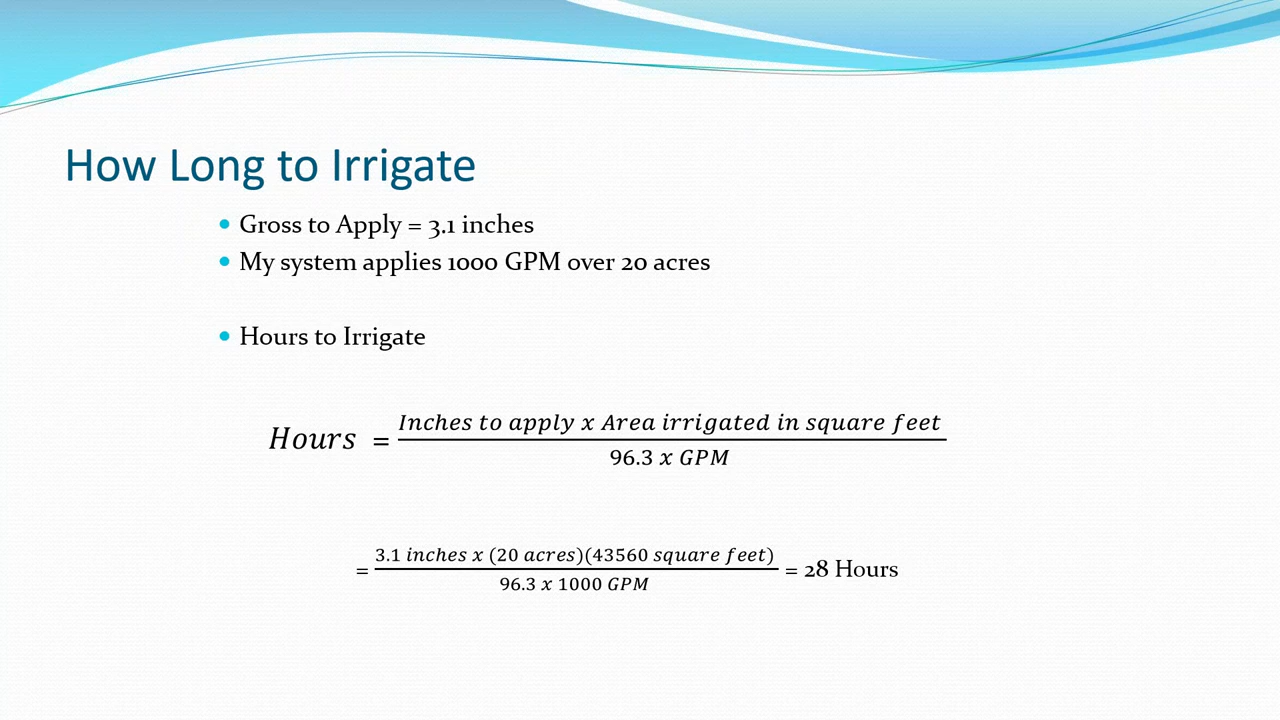 How Long to Irrigate
• Gross to Apply = 3.1 inches
• My system applies 1000 GPM over 20 acres
• Hours to Irrigate
Hours = Inches to apply x Area irrigated in square feet
96.3 x GPM
= 3.1 inches x (20 acres)(43560 square feet) = 28 Hours
96.3 x 1000 GPM